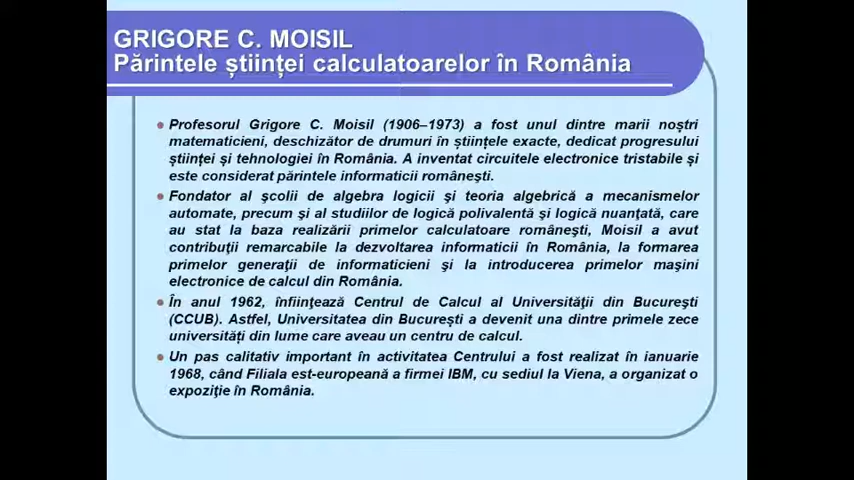 GRIGORE C. MOISIL
Părintele științei calculatoarelor în România
Profesorul Grigore C. Moisil (1906–1973) a fost unul dintre marii noștri
matematicieni, deschizător de drumuri în științele exacte, dedicat progresului
ştiinței şi tehnologiei în România. A inventat circuitele electronice tristabile şi
este considerat părintele informaticii româneşti.
Fondator al şcolii de algebra logicii şi teoria algebrică a mecanismelor
automate, precum şi al studiilor de logică polivalentă şi logică nuanţată, care
au stat la baza realizării primelor calculatoare româneşti, Moisil a avut
contribuţii remarcabile la dezvoltarea informaticii în România, la formarea
primelor generaţii de informaticieni şi la introducerea primelor maşini
electronice de calcul din România.
În anul 1962, înfiinţează Centrul de Calcul al Universităţii din Bucureşti
(CCUB). Astfel, Universitatea din București a devenit una dintre primele zece
universități din lume care aveau un centru de calcul.
Un pas calitativ important în activitatea Centrului a fost realizat în ianuarie
1968, când Filiala est-europeană a firmei IBM, cu sediul la Viena, a organizat o
expoziţie în România.